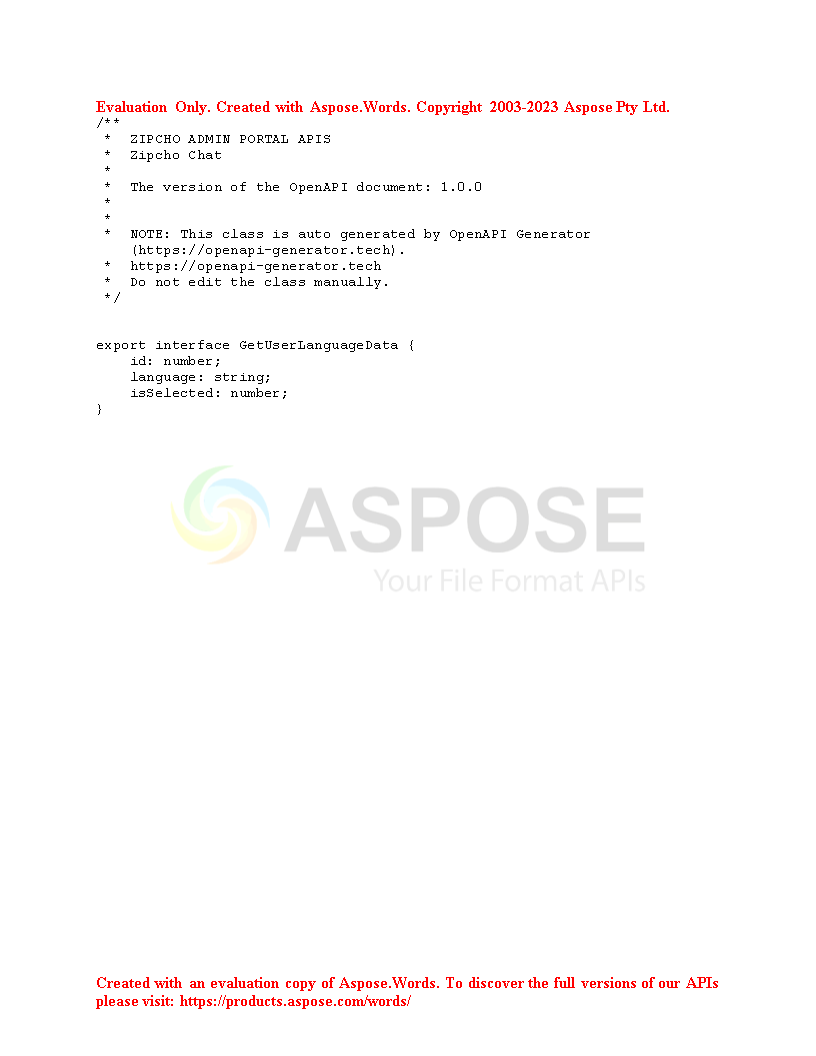 Evaluation Only. Created with Aspose.Words. Copyright 2003-2023 Aspose Pty Ltd.
/**
 *  ZIPCHO ADMIN PORTAL APIS
 *  Zipcho Chat
 *
 *  The version of the OpenAPI document: 1.0.0
 *
 *
 *  NOTE: This class is auto generated by OpenAPI Generator
    (https://openapi-generator.tech).
 *  https://openapi-generator.tech
 *  Do not edit the class manually.
 */
export interface GetUserLanguageData {
    id: number;
    language: string;
    isSelected: number;
}
ASPOSE
Your File Format APIs
Created with an evaluation copy of Aspose.Words. To discover the full versions of our APIs
please visit: https://products.aspose.com/words/